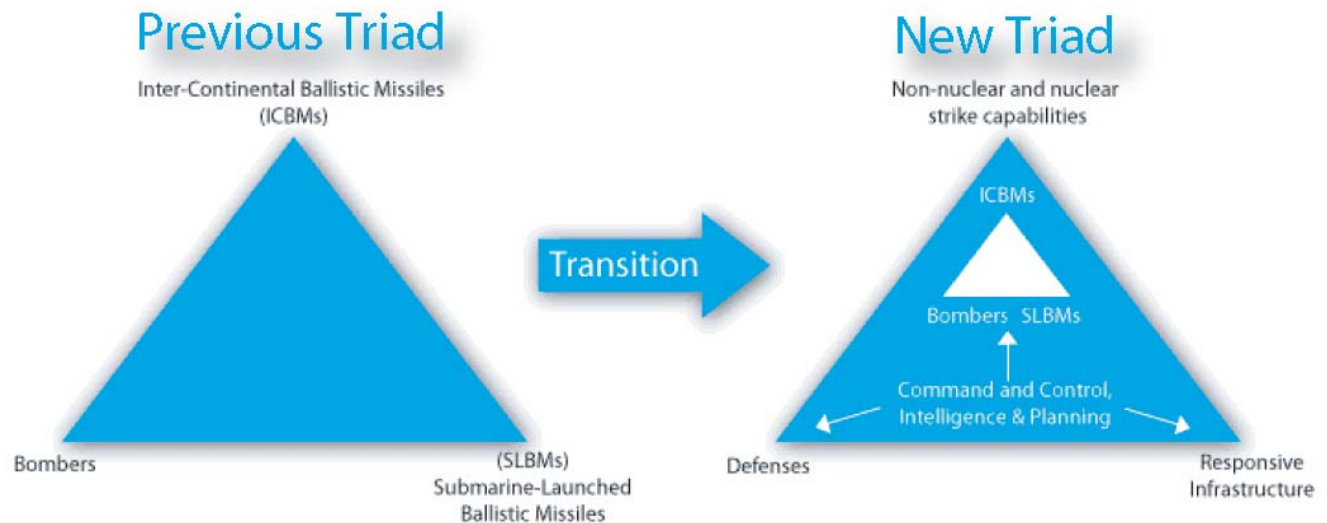 Previous Triad
Inter-Continental Ballistic Missiles
(ICBMs)
Bombers
(SLBMs)
Submarine-Launched
Ballistic Missiles
Transition
New Triad
Non-nuclear and nuclear
strike capabilities
ICBMs
Bombers SLBMs
Command and Control,
Intelligence & Planning
Defenses
Responsive
Infrastructure